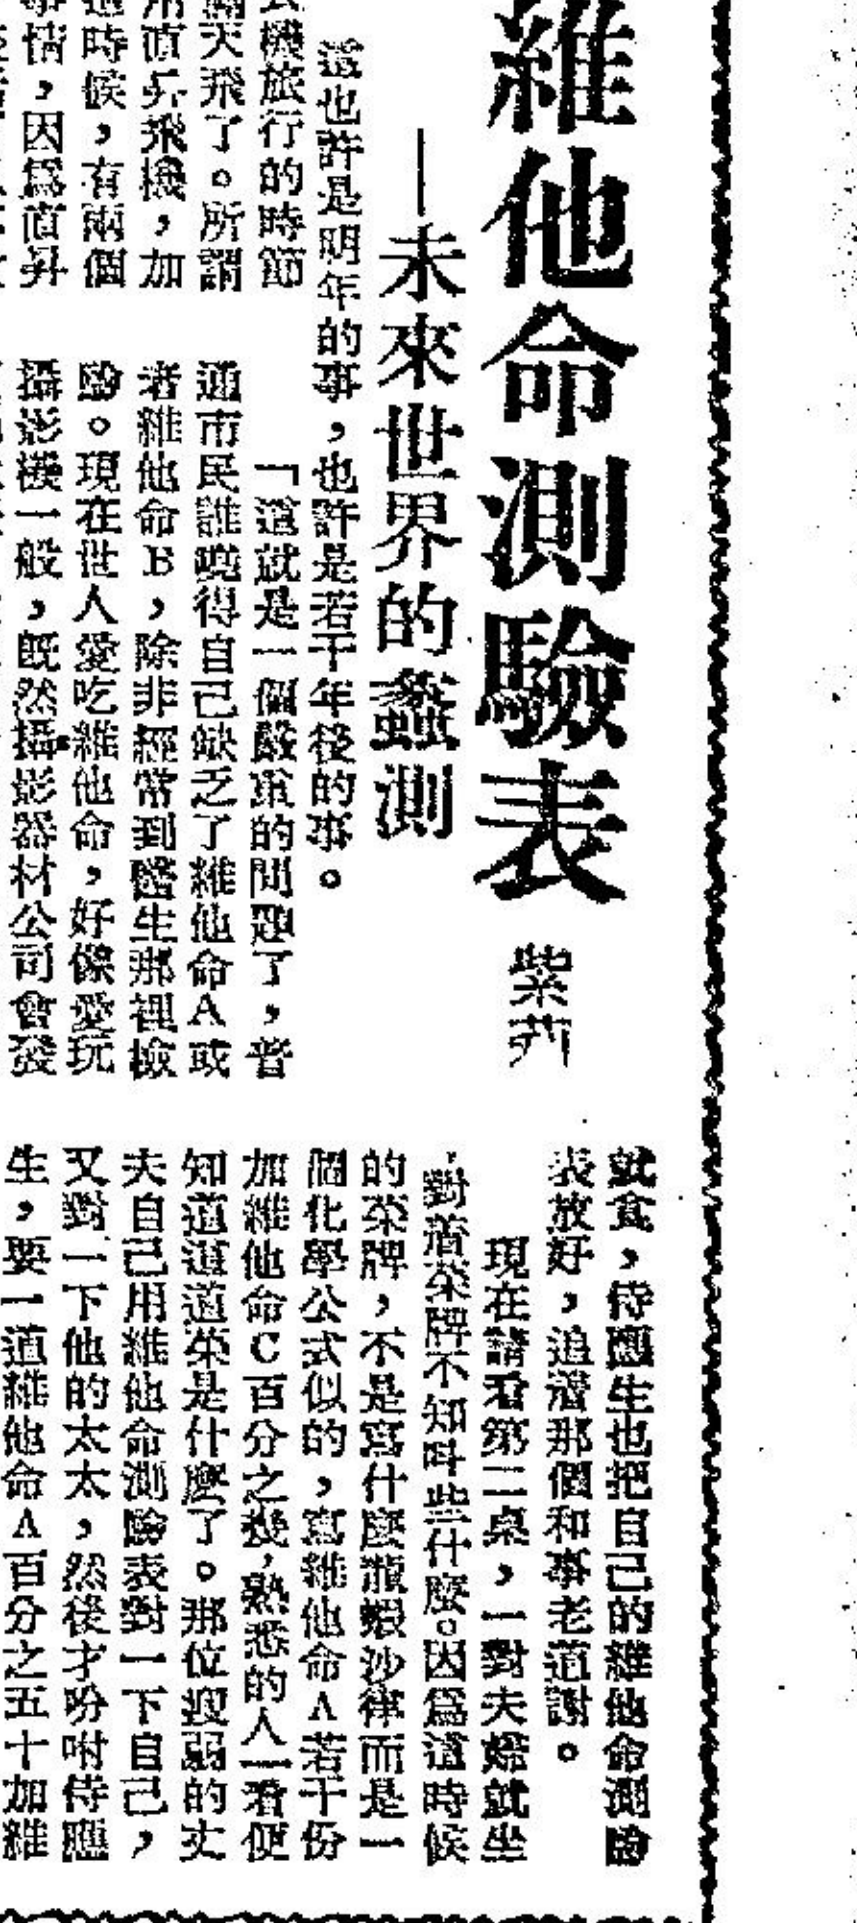 維他命測驗表
紫荊
—未來世界的蠡測
這也許是明年的事，也許是若干年後的事。
機旅行的時節
天飛了。所謂
用直升飛機，加
這時候，有兩個
事情，因爲直昇
「這就是一個嚴重的問題了，普
通市民誰曉得自己缺乏了維他命A或
者維他命B，除非經常到醫生那裡檢
驗。現在世人愛吃維他命，好像愛玩
攝影機一般，旣然攝影器材公司會發
就食，侍應生也把自己的維他命測驗
表放好，追着那個和事老道謝。
現在請看第二桌，一對夫婦就坐
，對着菜牌不知叫些什麼。因爲這時候
的菜牌，不是寫什麼龍蝦沙律而是一
個化學公式似的，寫維他命A若干份
加維他命C百分之幾，熟悉的人一看便
知道這道菜是什麼了。那位瘦弱的丈
夫自己用維他命測驗表對一下自己，
又對一下他的太太，然後才吩咐侍應
生，要一道維他命A百分之五十加維